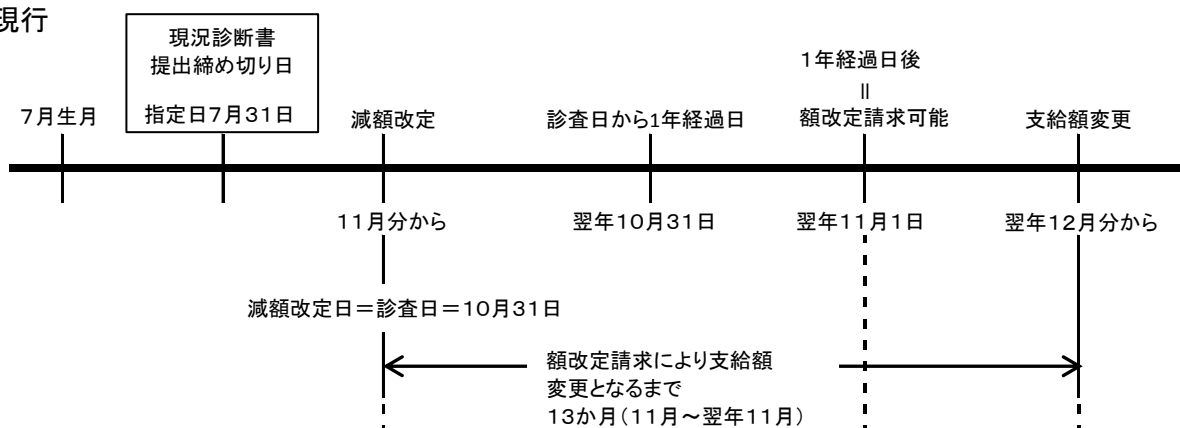 現行
現況診断書
提出締め切り日
指定日7月31日
7月生月
減額改定
診査日から1年経過日
1年経過日後
||
額改定請求可能
支給額変更
11月分から
翌年10月31日
翌年11月1日
翌年12月分から
減額改定日＝診査日＝10月31日
額改定請求により支給額
変更となるまで
13か月（11月～翌年11月）